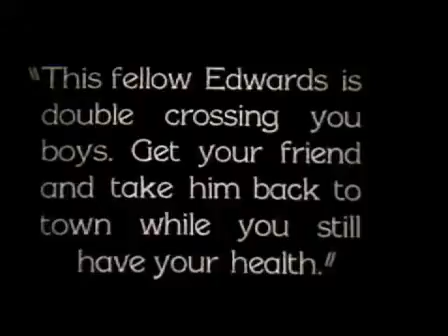 "This fellow Edwards is
double crossing you
boys. Get your friend
and take him back to
town while you still
have your health."